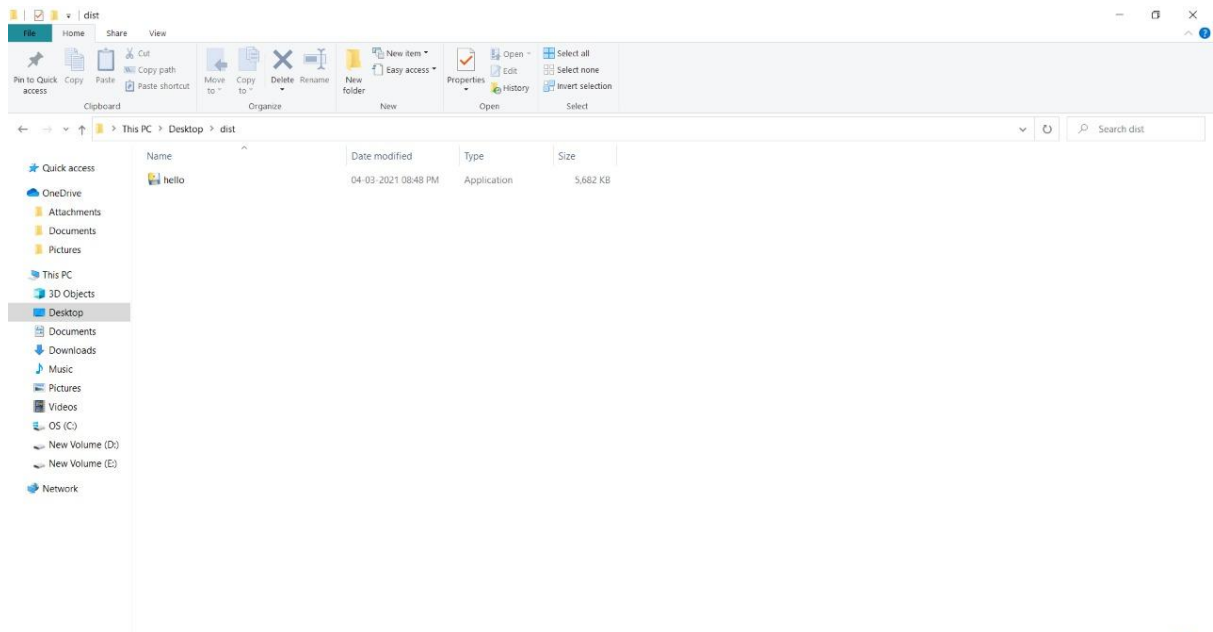 dist
File Home Share View
Pin to Quick access
Copy
Paste
Cut
Copy path
Paste shortcut
Clipboard
Move to
Copy to
Delete
Rename
Organize
New folder
New item
Easy access
New
Properties
Open
Edit
History
Open
Select all
Select none
Invert selection
Select
This PC > Desktop > dist
Search dist
Name Date modified Type Size
hello 04-03-2021 08:48 PM Application 5,682 KB
Quick access
OneDrive
Attachments
Documents
Pictures
This PC
3D Objects
Desktop
Documents
Downloads
Music
Pictures
Videos
OS (C:)
New Volume (D:)
New Volume (E:)
Network